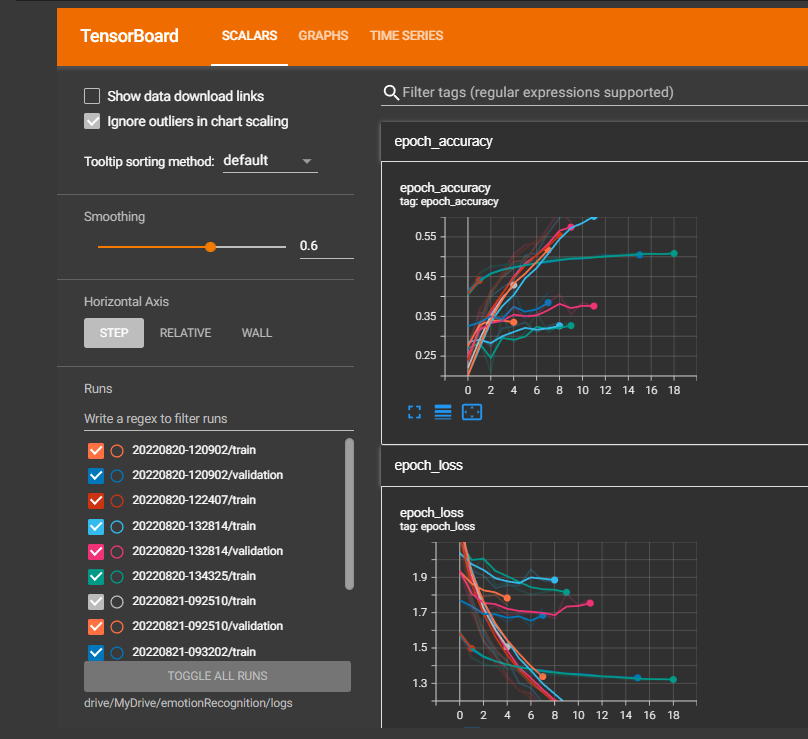 TensorBoard SCALARS GRAPHS TIME SERIES
Show data download links
Ignore outliers in chart scaling
Tooltip sorting method: default
Smoothing
0.6
Horizontal Axis
STEP RELATIVE WALL
Runs
Write a regex to filter runs
20220820-120902/train
20220820-120902/validation
20220820-122407/train
20220820-132814/train
20220820-132814/validation
20220820-134325/train
20220821-092510/train
20220821-092510/validation
20220821-093202/train
TOGGLE ALL RUNS
drive/MyDrive/emotionRecognition/logs
Filter tags (regular expressions supported)
epoch_accuracy
epoch_accuracy
tag: epoch_accuracy
0.55
0.45
0.35
0.25
0 2 4 6 8 10 12 14 16 18
epoch_loss
epoch_loss
tag: epoch_loss
1.9
1.7
1.5
1.3
0 2 4 6 8 10 12 14 16 18